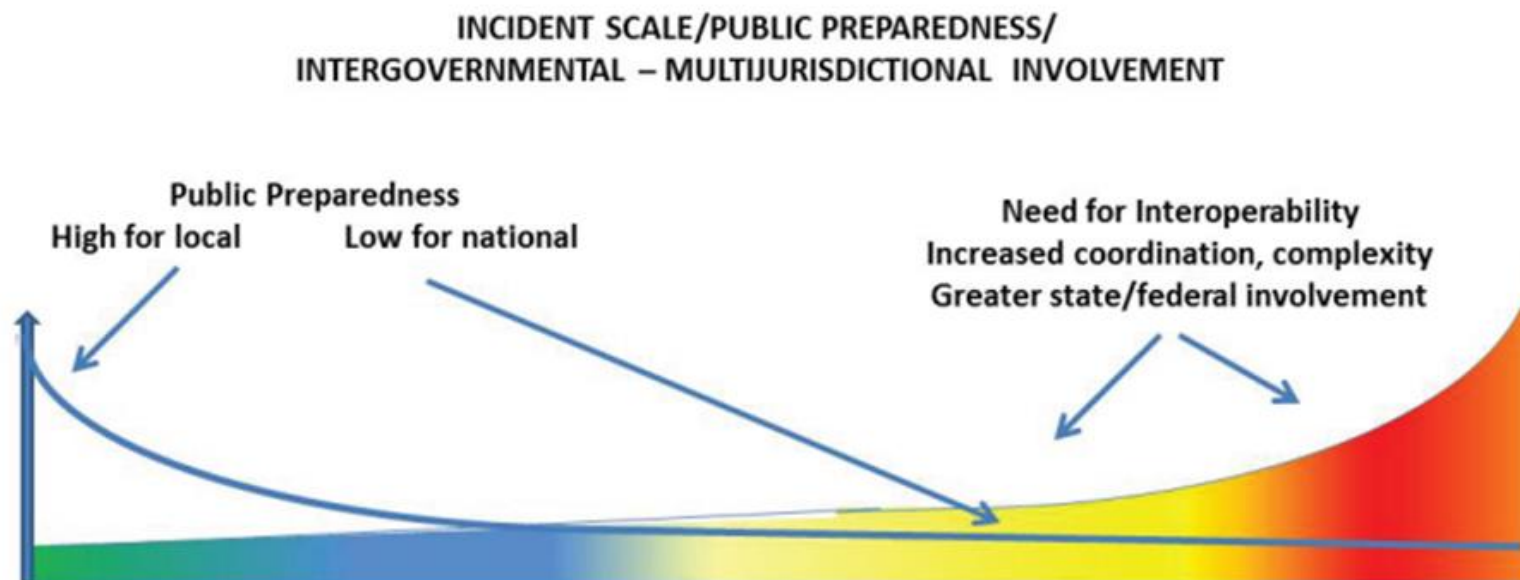 INCIDENT SCALE/PUBLIC PREPAREDNESS/
INTERGOVERNMENTAL – MULTIJURISDICTIONAL INVOLVEMENT
Public Preparedness
High for local Low for national
Need for Interoperability
Increased coordination, complexity
Greater state/federal involvement